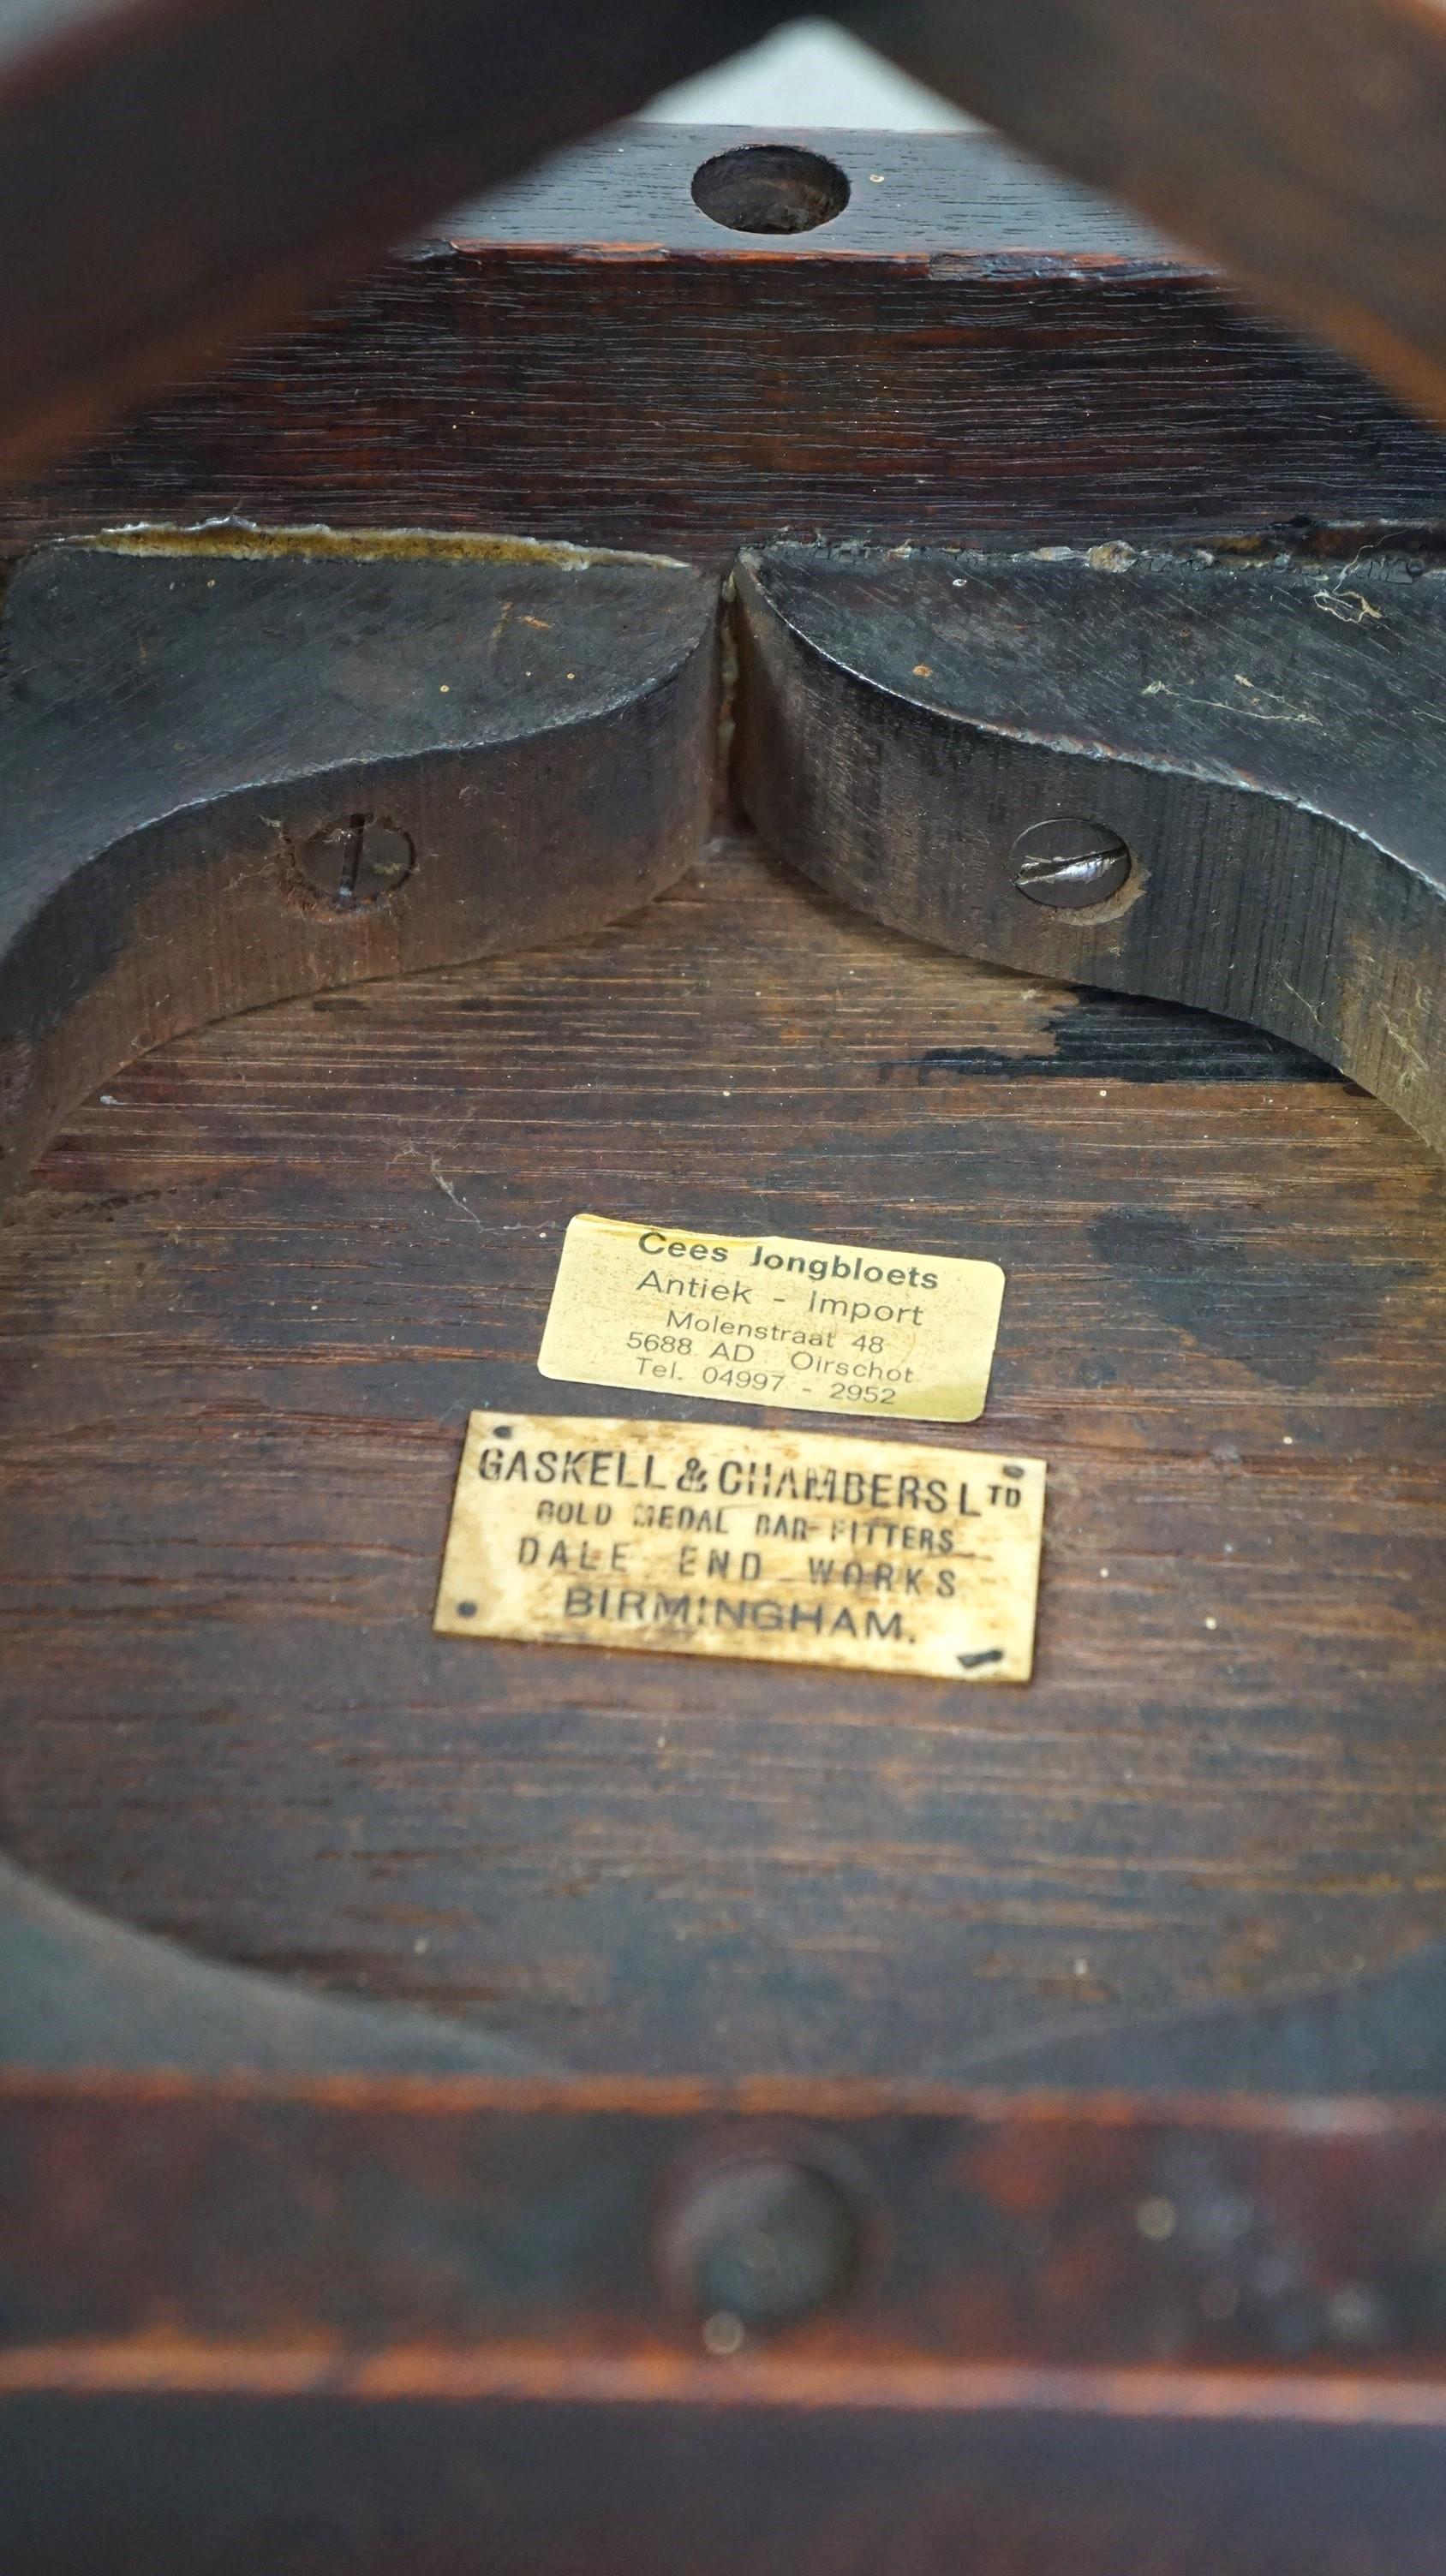 Cees Jongbloets
Antiek - Import
Molenstraat 48
5688 AD Oirschot
Tel. 04997 - 2952
GASKELL & CHAMBERS LTD
GOLD MEDAL BAR-FITTERS
DALE END WORKS
BIRMINGHAM.